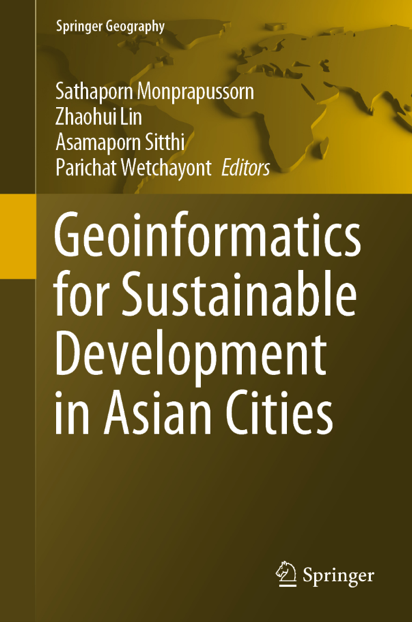 Springer Geography
Sathaporn Monprapussorn
Zhaohui Lin
Asamaporn Sitthi
Parichat Wetchayont Editors
Geoinformatics
for Sustainable
Development
in Asian Cities
Springer